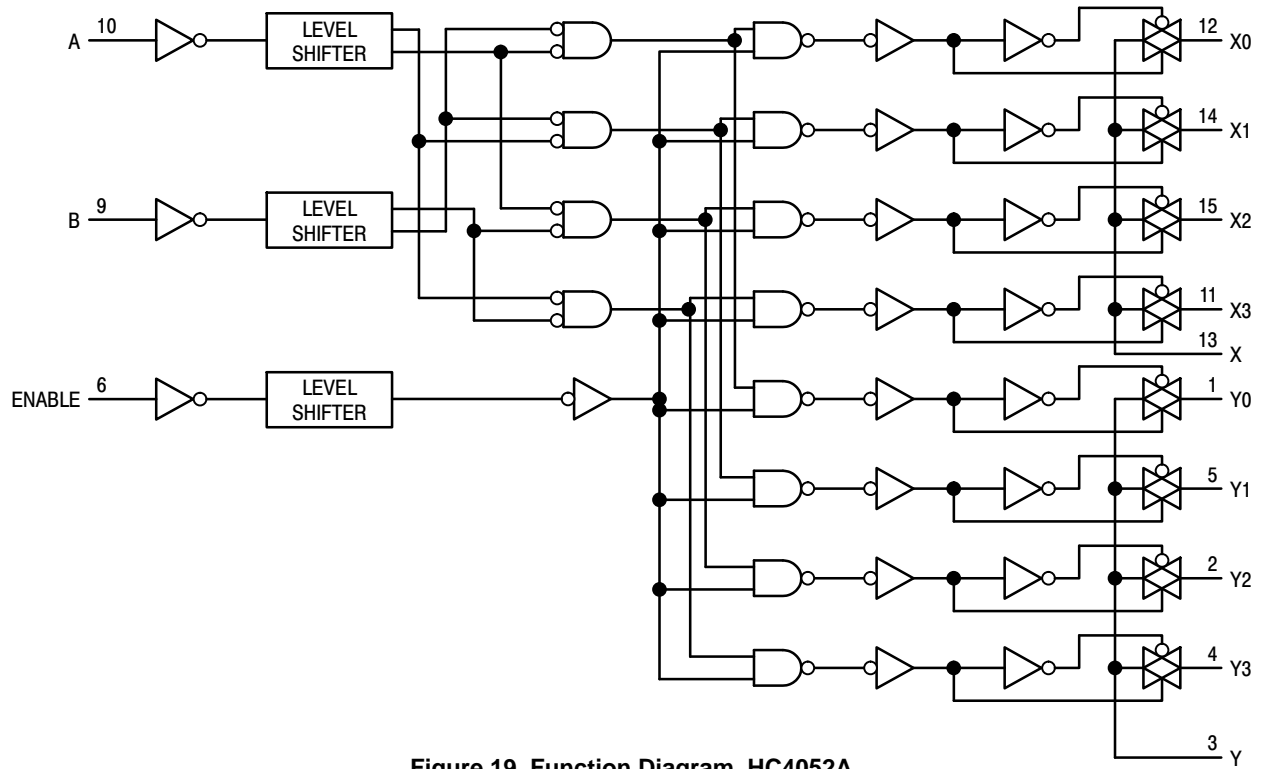 A 10
LEVEL
SHIFTER
12 X0
14 X1
B 9
LEVEL
SHIFTER
15 X2
11 X3
13 X
ENABLE 6
LEVEL
SHIFTER
1 Y0
5 Y1
2 Y2
4 Y3
3 Y
Figure 19. Function Diagram, HC4052A